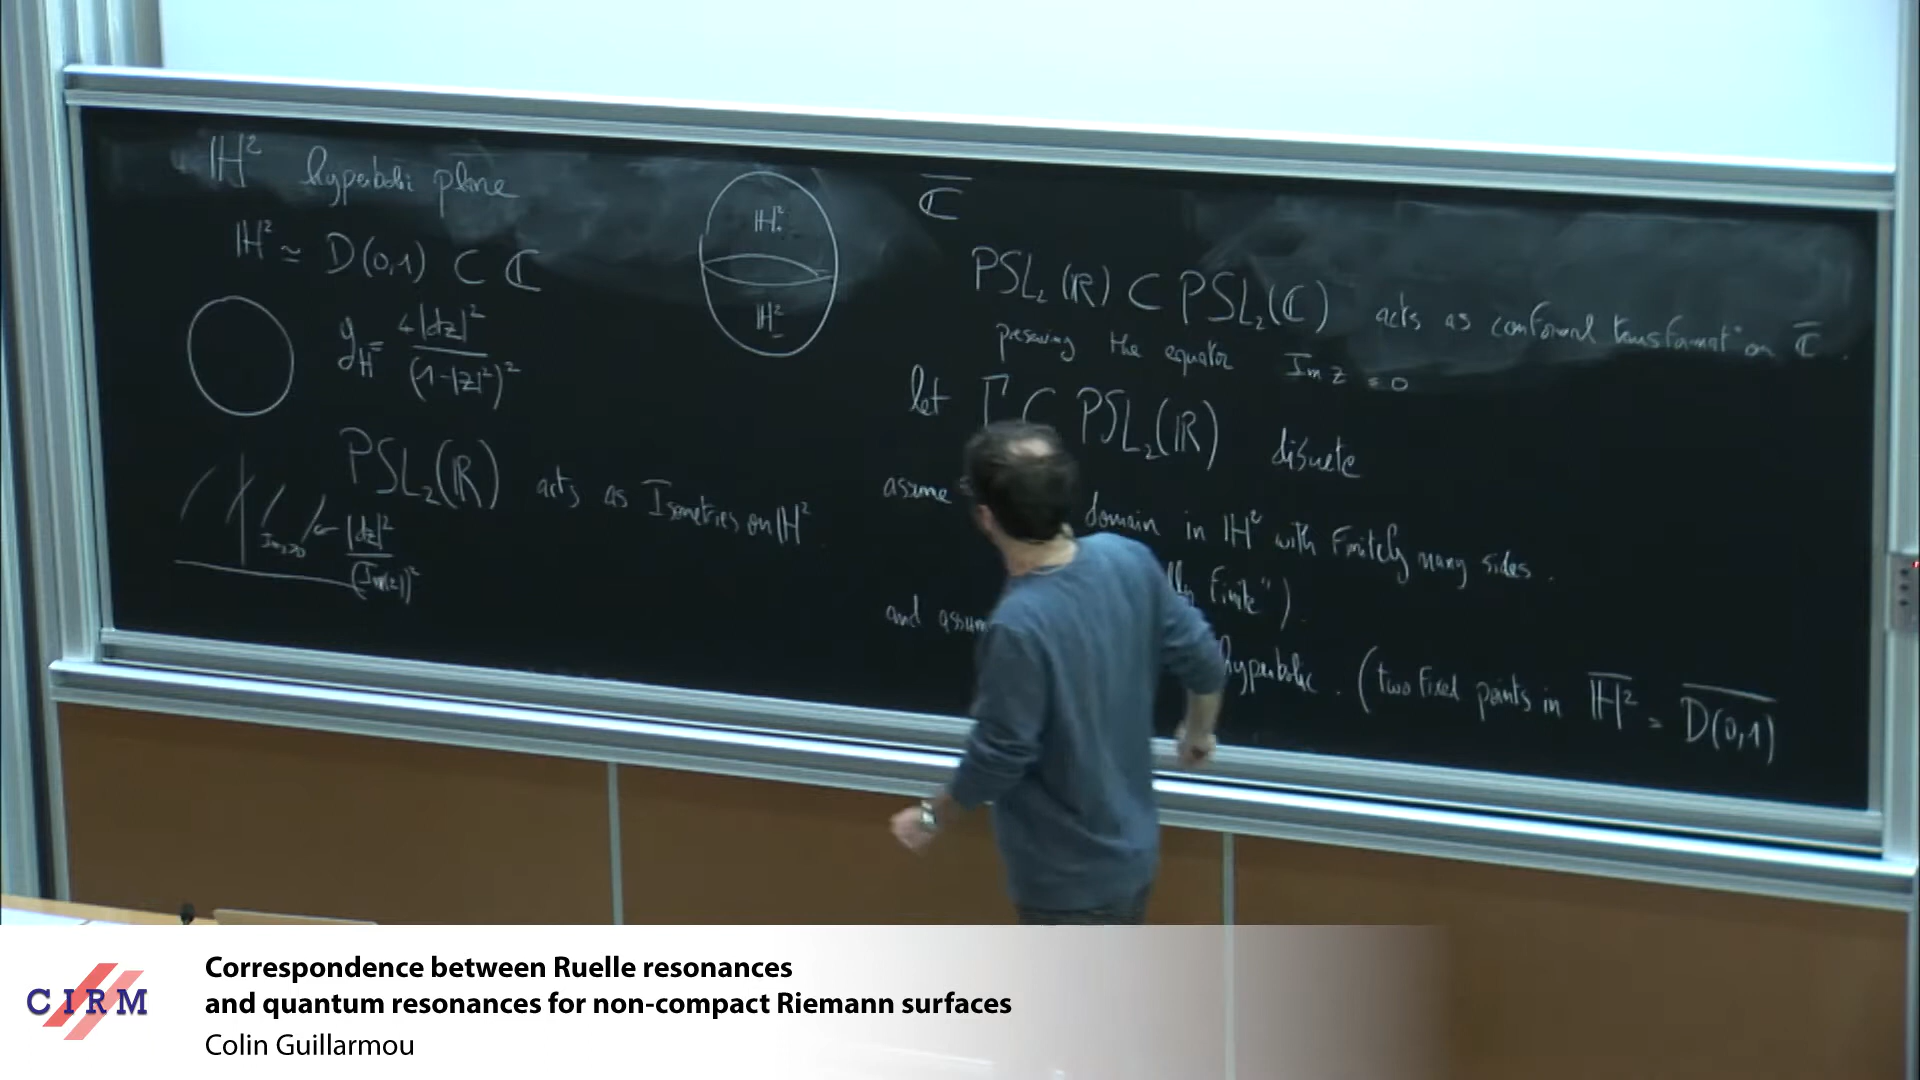 ℍ² hyperbolic plane
ℍ² ≃ D(0,1) ⊂ ℂ
g_H = 4|dz|² / (1-|z|²)²
PSL₂(ℝ) acts as Isometries on ℍ²
Im z>0
|dz|² / (Im(z))²
ℍ²₊
ℍ²₋
ℂ̅
PSL₂(ℝ) ⊂ PSL₂(ℂ) acts as conformal transformat° on ℂ̅.
preserving the equator Im z = 0
let Γ ⊂ PSL₂(ℝ) discrete
assume domain in ℍ² with Finitely many sides.
Finite").
and assum
hyperbolic. (two fixed points in ℍ̅² = D̅(0,1)
CIRM
Correspondence between Ruelle resonances
and quantum resonances for non-compact Riemann surfaces
Colin Guillarmou